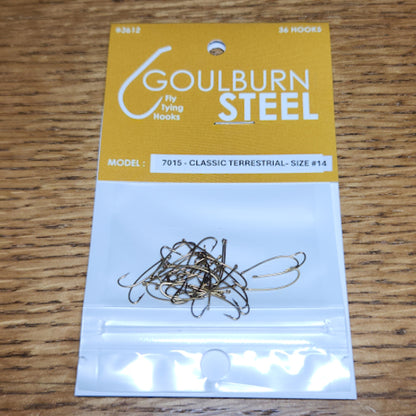 #3612
36 HOOKS
GOULBURN
Fly
Tying
Hooks
STEEL
MODEL :
7015 - CLASSIC TERRESTRIAL- SIZE #14